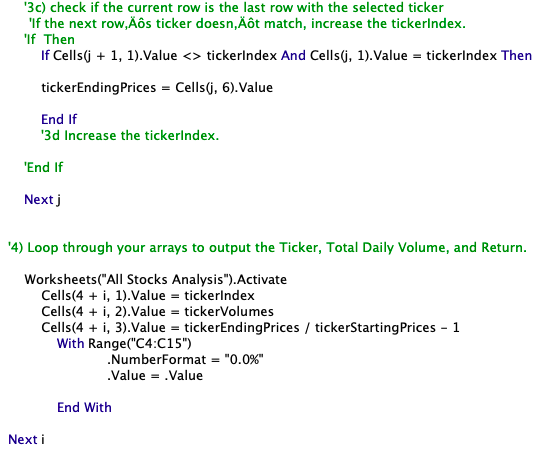 '3c) check if the current row is the last row with the selected ticker
'If the next row‚Äôs ticker doesn‚Äôt match, increase the tickerIndex.
'If  Then
If Cells(j + 1, 1).Value <> tickerIndex And Cells(j, 1).Value = tickerIndex Then
tickerEndingPrices = Cells(j, 6).Value
End If
'3d Increase the tickerIndex.
'End If
Next j
'4) Loop through your arrays to output the Ticker, Total Daily Volume, and Return.
Worksheets("All Stocks Analysis").Activate
Cells(4 + i, 1).Value = tickerIndex
Cells(4 + i, 2).Value = tickerVolumes
Cells(4 + i, 3).Value = tickerEndingPrices / tickerStartingPrices - 1
With Range("C4:C15")
.NumberFormat = "0.0%"
.Value = .Value
End With
Next i